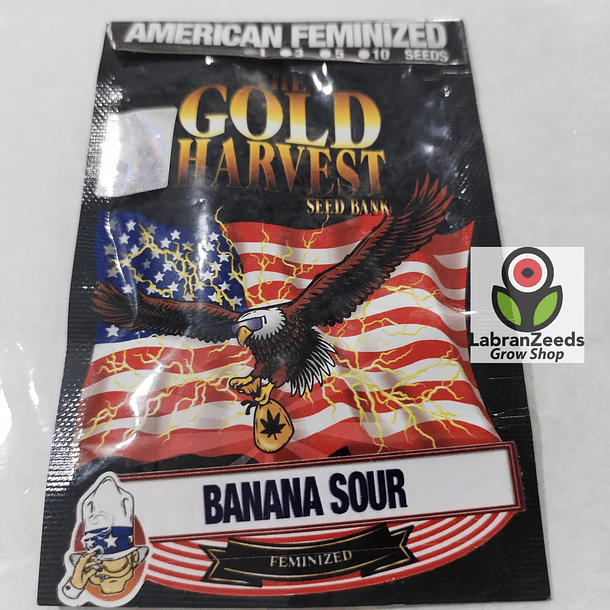 AMERICAN FEMINIZED
1 3 5 10 SEEDS
THE
GOLD
HARVEST
SEED BANK
LabranZeeds
Grow Shop
BANANA SOUR
FEMINIZED